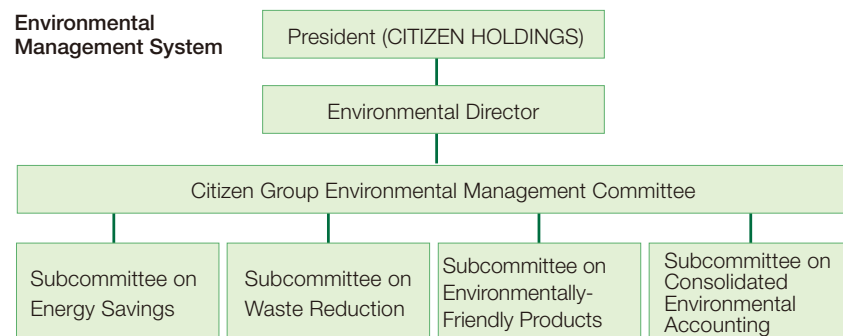 Environmental
Management System
President (CITIZEN HOLDINGS)
Environmental Director
Citizen Group Environmental Management Committee
Subcommittee on
Energy Savings
Subcommittee on
Waste Reduction
Subcommittee on
Environmentally-
Friendly Products
Subcommittee on
Consolidated
Environmental
Accounting